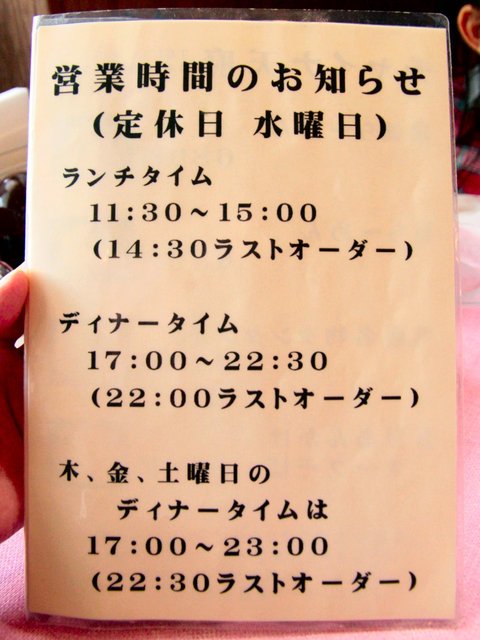 営業時間のお知らせ
(定休日 水曜日)
ランチタイム
11:30～15:00
(14:30ラストオーダー)
ディナータイム
17:00～22:30
(22:00ラストオーダー)
木、金、土曜日の
ディナータイムは
17:00～23:00
(22:30ラストオーダー)